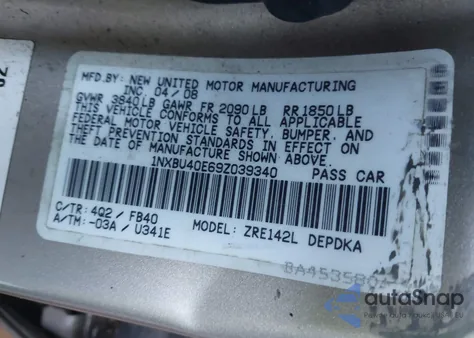 MFD.BY: NEW UNITED MOTOR MANUFACTURING
INC. 04/08
GVWR 3840LB GAWR FR 2090LB RR1850LB
THIS VEHICLE CONFORMS TO ALL APPLICABLE
FEDERAL MOTOR VEHICLE SAFETY, BUMPER, AND
THEFT PREVENTION STANDARDS IN EFFECT ON
THE DATE OF MANUFACTURE SHOWN ABOVE.
1NXBU40E69Z039340 PASS CAR
C/TR: 4Q2 / FB40
A/TM: -03A / U341E
MODEL: ZRE142L DEPDKA
autoSnap